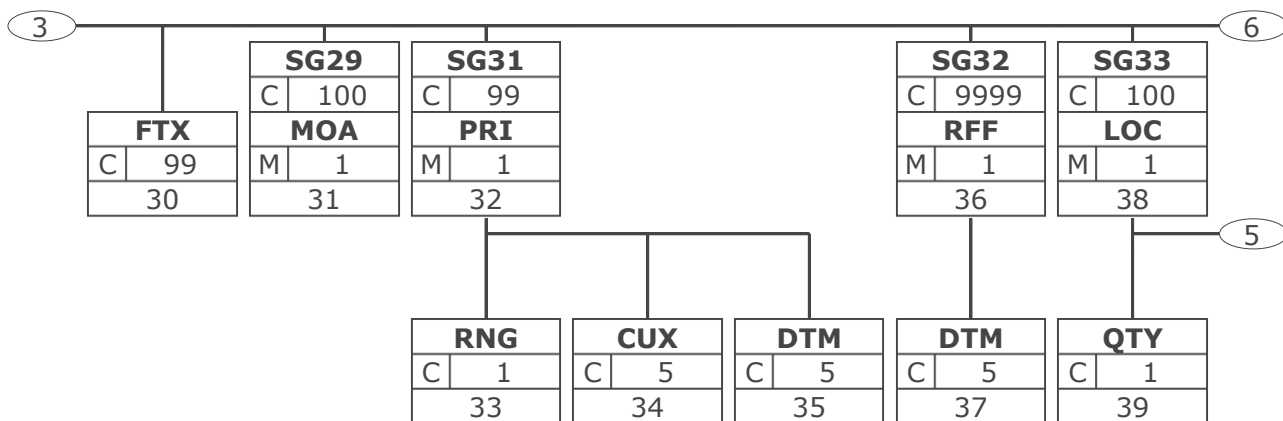 3
6
SG29
SG31
SG32
SG33
C 100
C 99
C 9999
C 100
FTX
MOA
PRI
RFF
LOC
C 99
M 1
M 1
M 1
M 1
30
31
32
36
38
5
RNG
CUX
DTM
DTM
QTY
C 1
C 5
C 5
C 5
C 1
33
34
35
37
39